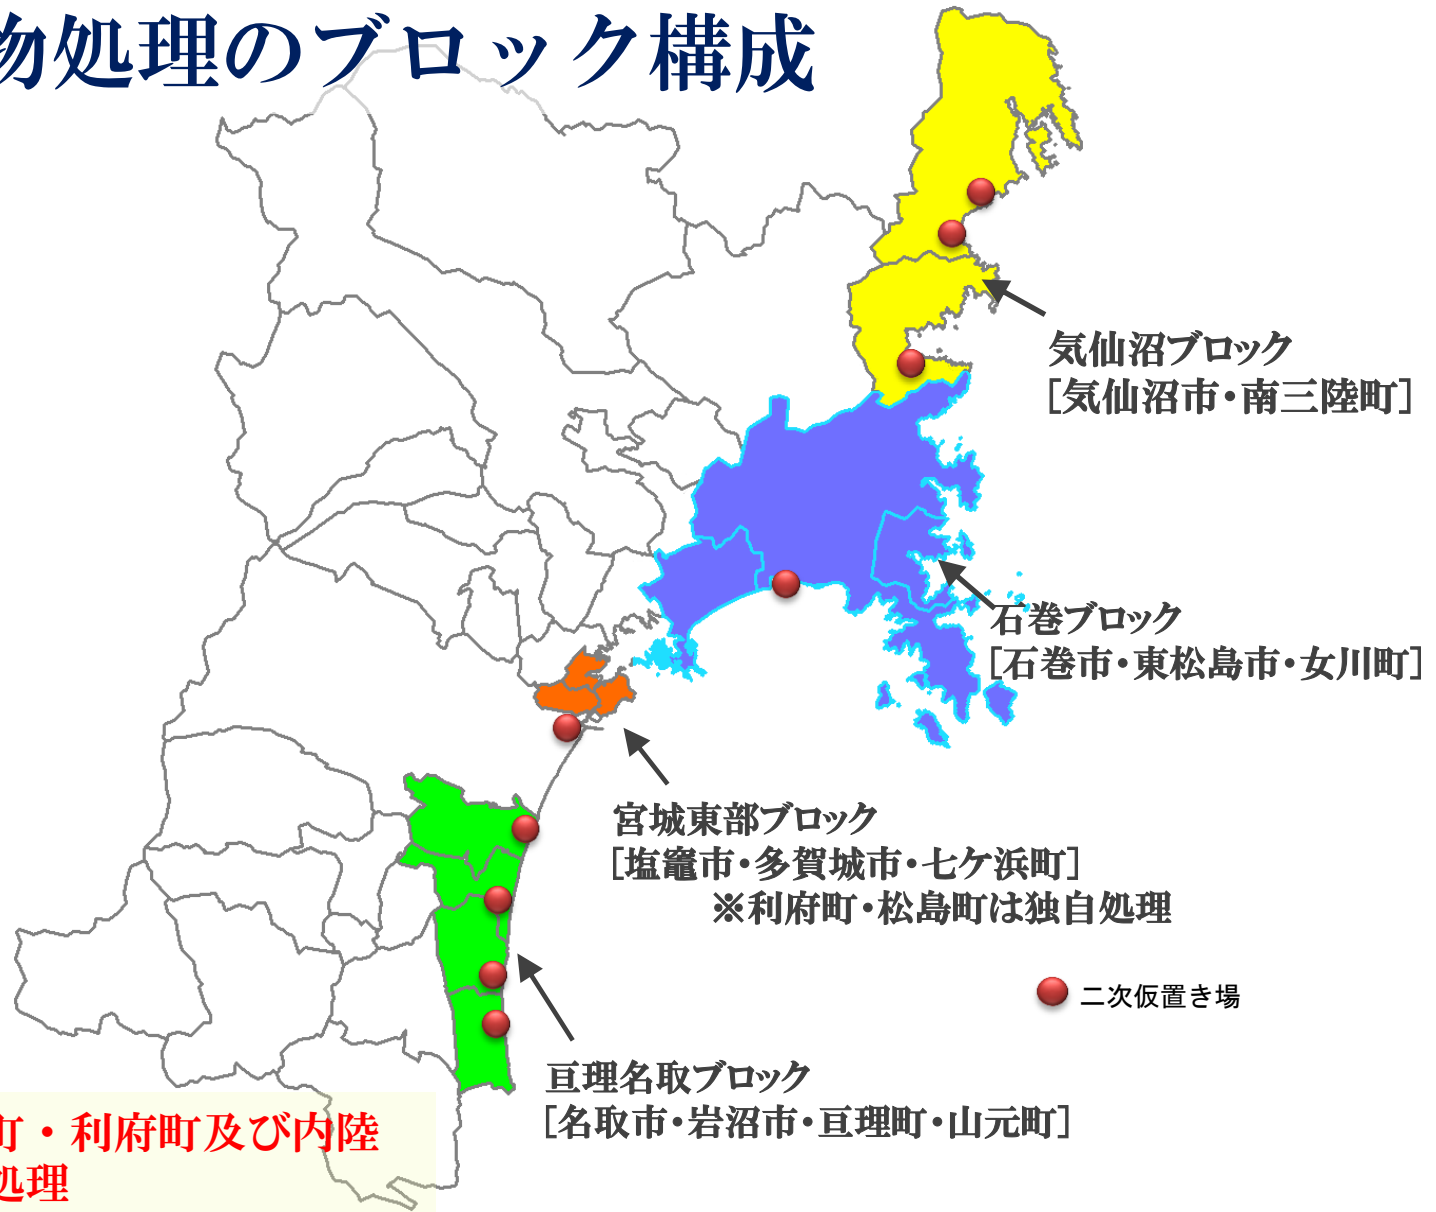 物処理のブロック構成
気仙沼ブロック
[気仙沼市・南三陸町]
石巻ブロック
[石巻市・東松島市・女川町]
宮城東部ブロック
[塩竈市・多賀城市・七ケ浜町]
※利府町・松島町は独自処理
二次仮置き場
亘理名取ブロック
[名取市・岩沼市・亘理町・山元町]
町・利府町及び内陸
処理